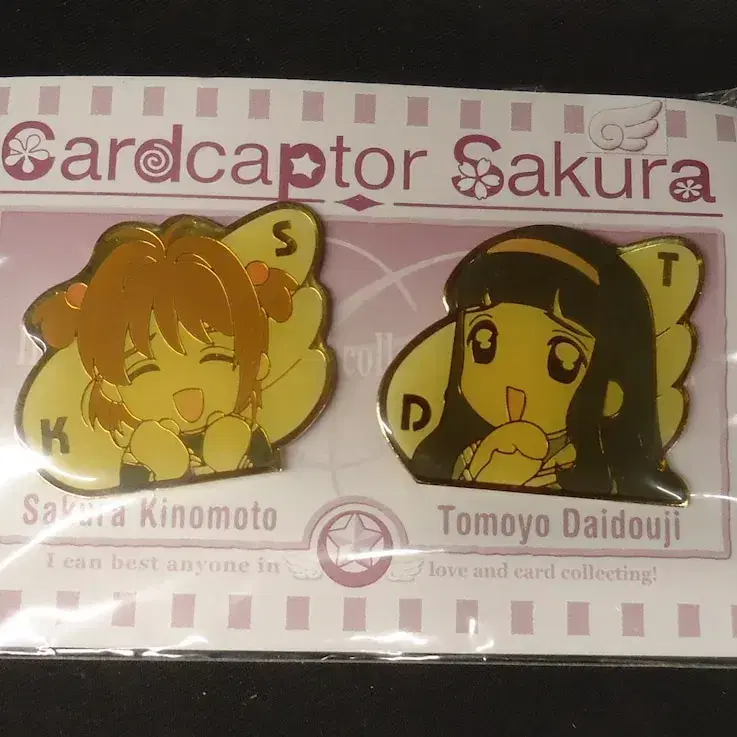 Cardcaptor Sakura
S
K
T
D
Sakura Kinomoto
Tomoyo Daidouji
I can best anyone in love and card collecting!